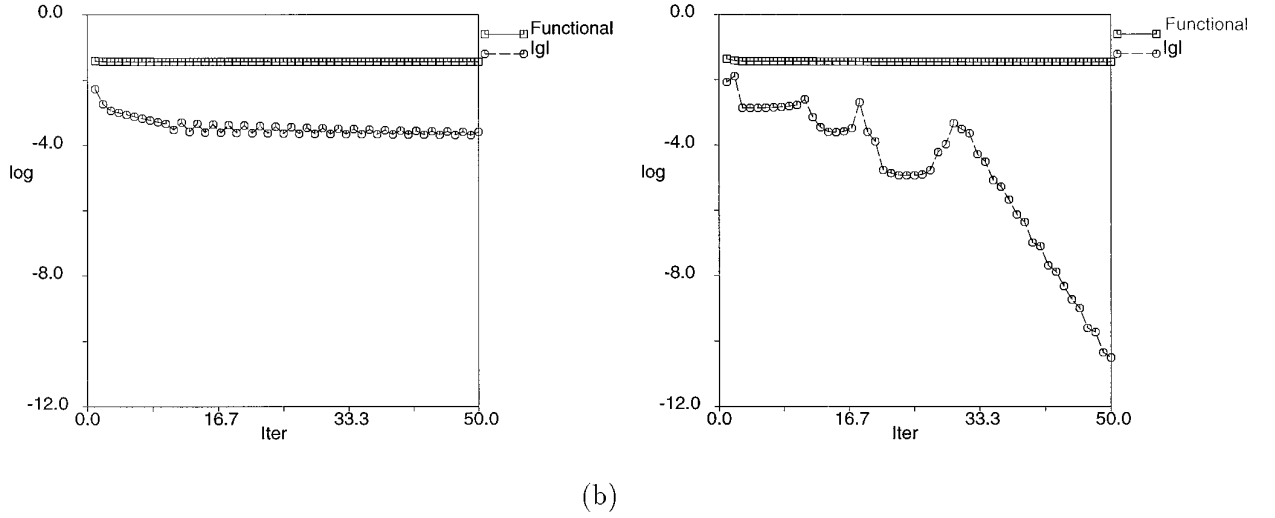 0.0
Functional
|g|
-4.0
log
-8.0
-12.0
0.0 16.7 33.3 50.0
Iter
0.0
Functional
|g|
-4.0
log
-8.0
-12.0
0.0 16.7 33.3 50.0
Iter
(b)